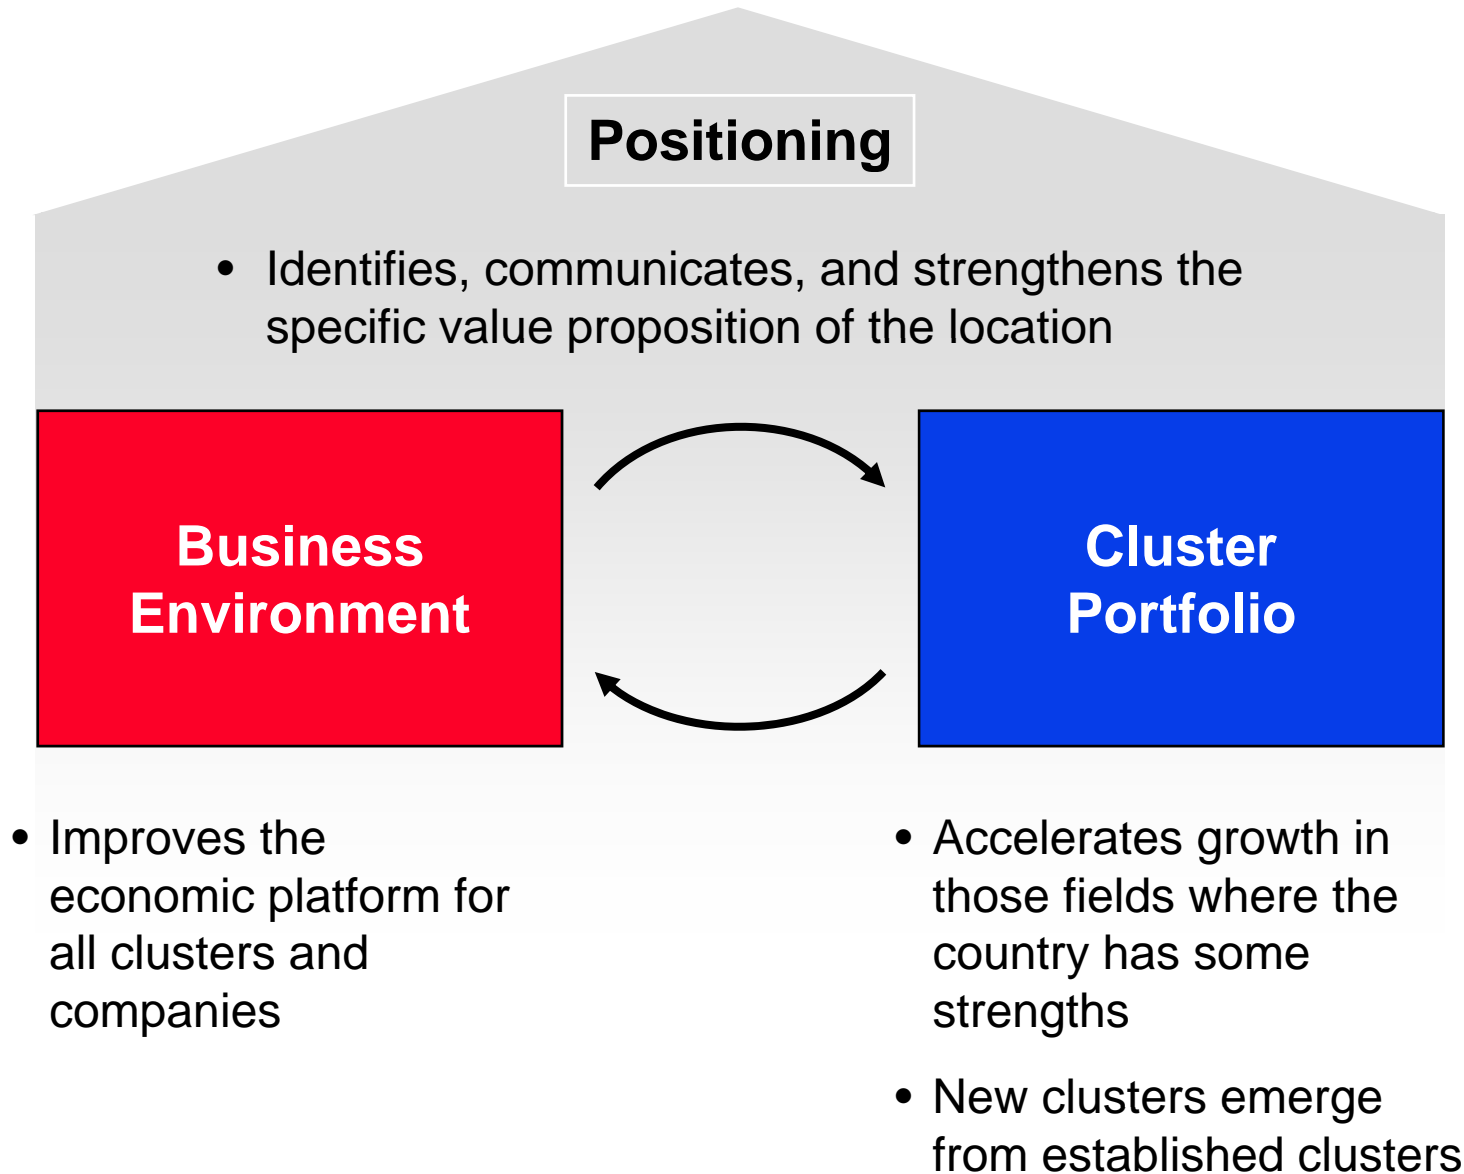 Positioning
• Identifies, communicates, and strengthens the
specific value proposition of the location
Business
Environment
Cluster
Portfolio
• Improves the
economic platform for
all clusters and
companies
• Accelerates growth in
those fields where the
country has some
strengths
• New clusters emerge
from established clusters